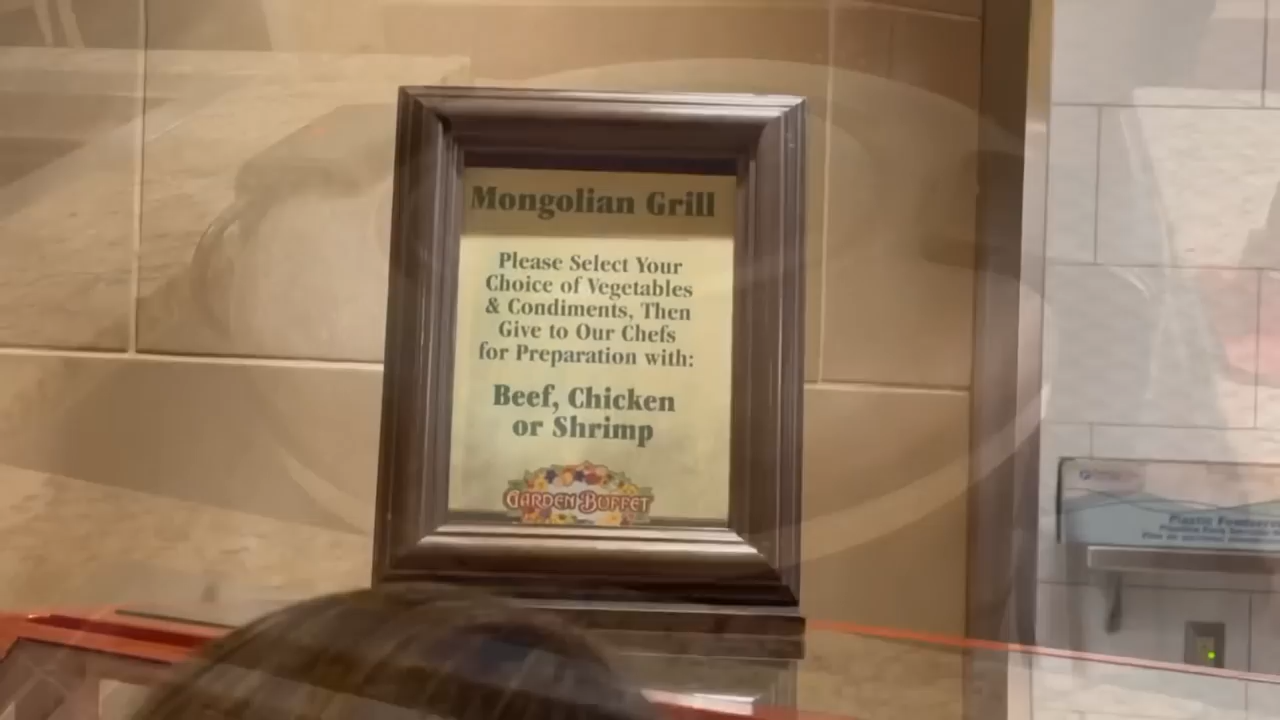 Mongolian Grill
Please Select Your
Choice of Vegetables
& Condiments, Then
Give to Our Chefs
for Preparation with:
Beef, Chicken
or Shrimp
GARDEN BUFFET
Plastic